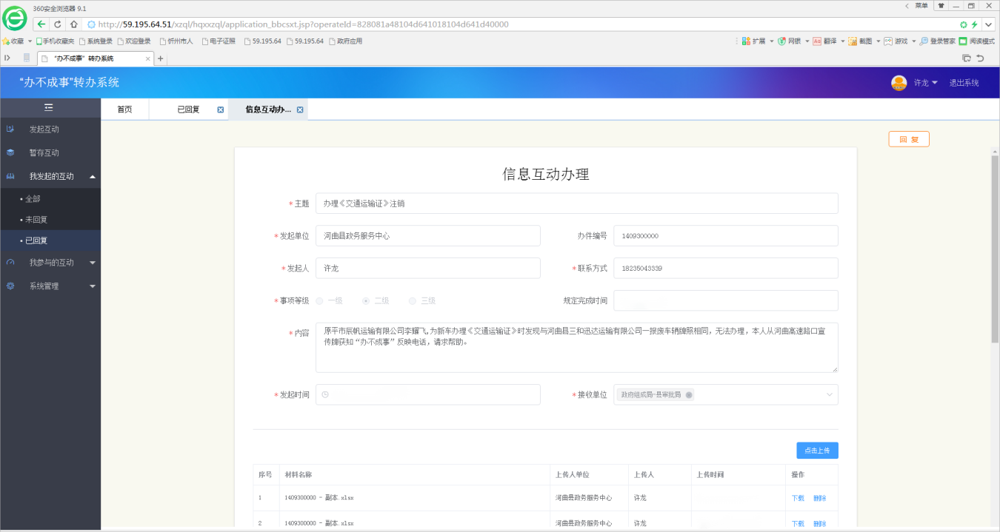 360安全浏览器 9.1
菜单
http://59.195.64.51/xzql/hqxxzql/application_bbcsxt.jsp?operateId=828081a48104d641018104d641d40000
收藏 手机收藏夹 系统登录 欢迎登录 忻州市人 电子证照 59.195.64 59.195.64 政府应用 扩展 网银 翻译 截图 游戏 登录管家 阅读模式
“办不成事” 转办系统
“办不成事”转办系统
许龙 退出系统
首页 已回复 信息互动办...
发起互动
暂存互动
我发起的互动
• 全部
• 未回复
• 已回复
我参与的互动
系统管理
回 复
信息互动办理
*主题 办理《交通运输证》注销
*发起单位 河曲县政务服务中心 办件编号 1409300000
*发起人 许龙 *联系方式 18235043339
*事项等级 一级 二级 三级 规定完成时间
*内容 原平市辰帆运输有限公司李耀飞,为新车办理《交通运输证》时发现与河曲县三和迅达运输有限公司一报废车辆牌照相同，无法办理，本人从河曲高速路口宣
传牌获知“办不成事”反映电话，请求帮助。
*发起时间 *接收单位 政府组成局-县审批局
点击上传
序号 材料名称 上传人单位 上传人 上传时间 操作
1 1409300000 - 副本.xlsx 河曲县政务服务中心 许龙 下载 删除
2 1409300000 - 副本.xlsx 河曲县政务服务中心 许龙 下载 删除